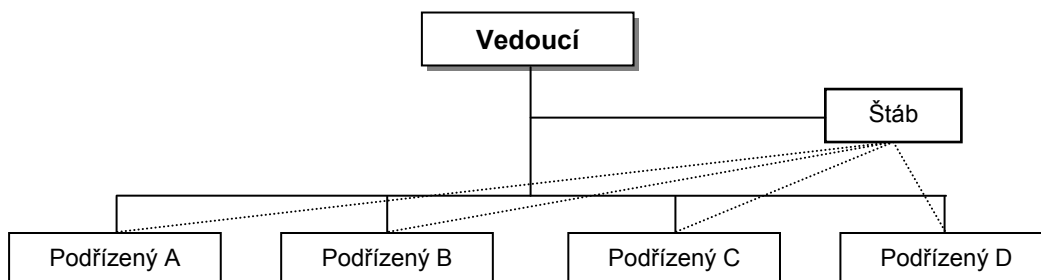 Vedoucí
Štáb
Podřízený A
Podřízený B
Podřízený C
Podřízený D